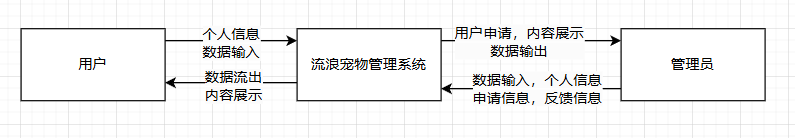 用户
个人信息
数据输入
数据流出
内容展示
流浪宠物管理系统
用户申请，内容展示
数据输出
数据输入，个人信息
申请信息，反馈信息
管理员